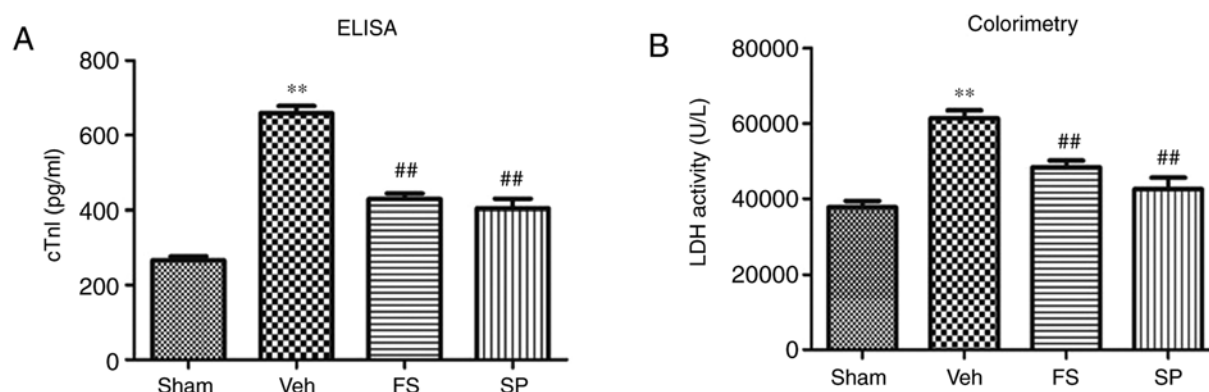 A
ELISA
cTnI (pg/ml)
800
600
400
200
0
**
##
##
Sham Veh FS SP
B
Colorimetry
LDH activity (U/L)
80000
60000
40000
20000
0
**
##
##
Sham Veh FS SP